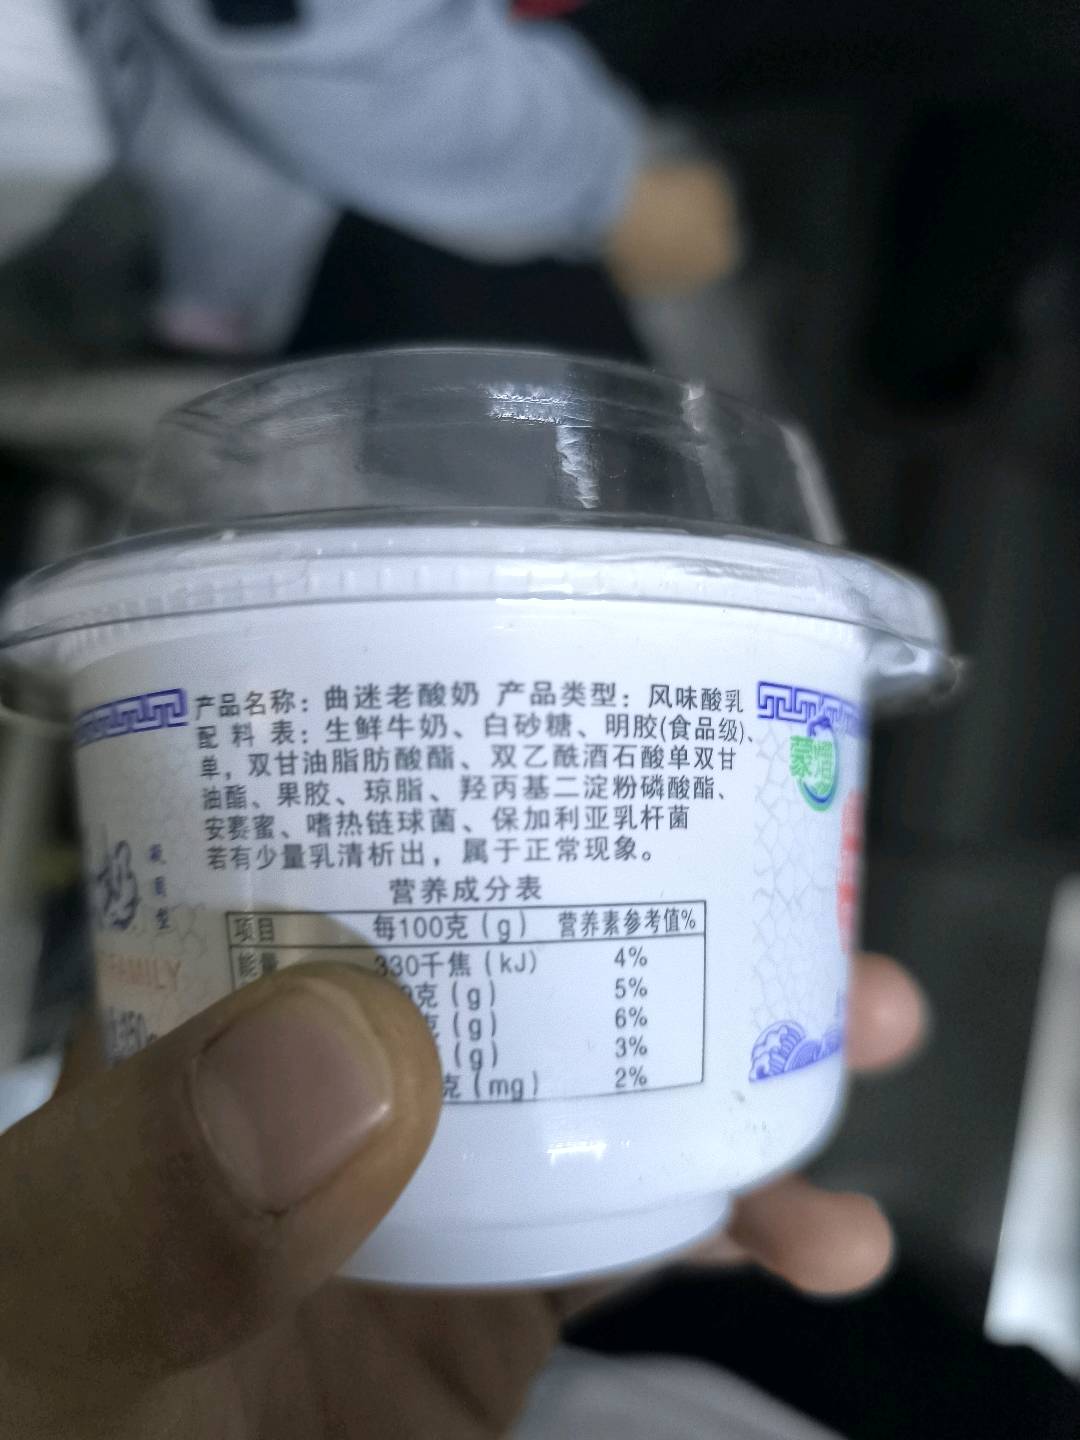 产品名称：曲迷老酸奶 产品类型：风味酸乳
配 料 表：生鲜牛奶、白砂糖、明胶(食品级)、
单，双甘油脂肪酸酯、双乙酰酒石酸单双甘
油酯、果胶、琼脂、羟丙基二淀粉磷酸酯、
安赛蜜、嗜热链球菌、保加利亚乳杆菌
若有少量乳清析出，属于正常现象。
营养成分表
项目 每100克（g） 营养素参考值%
能量 330千焦（kJ） 4%
克（g） 5%
克（g） 6%
（g） 3%
克（mg） 2%
奶
FAMILY
蒙